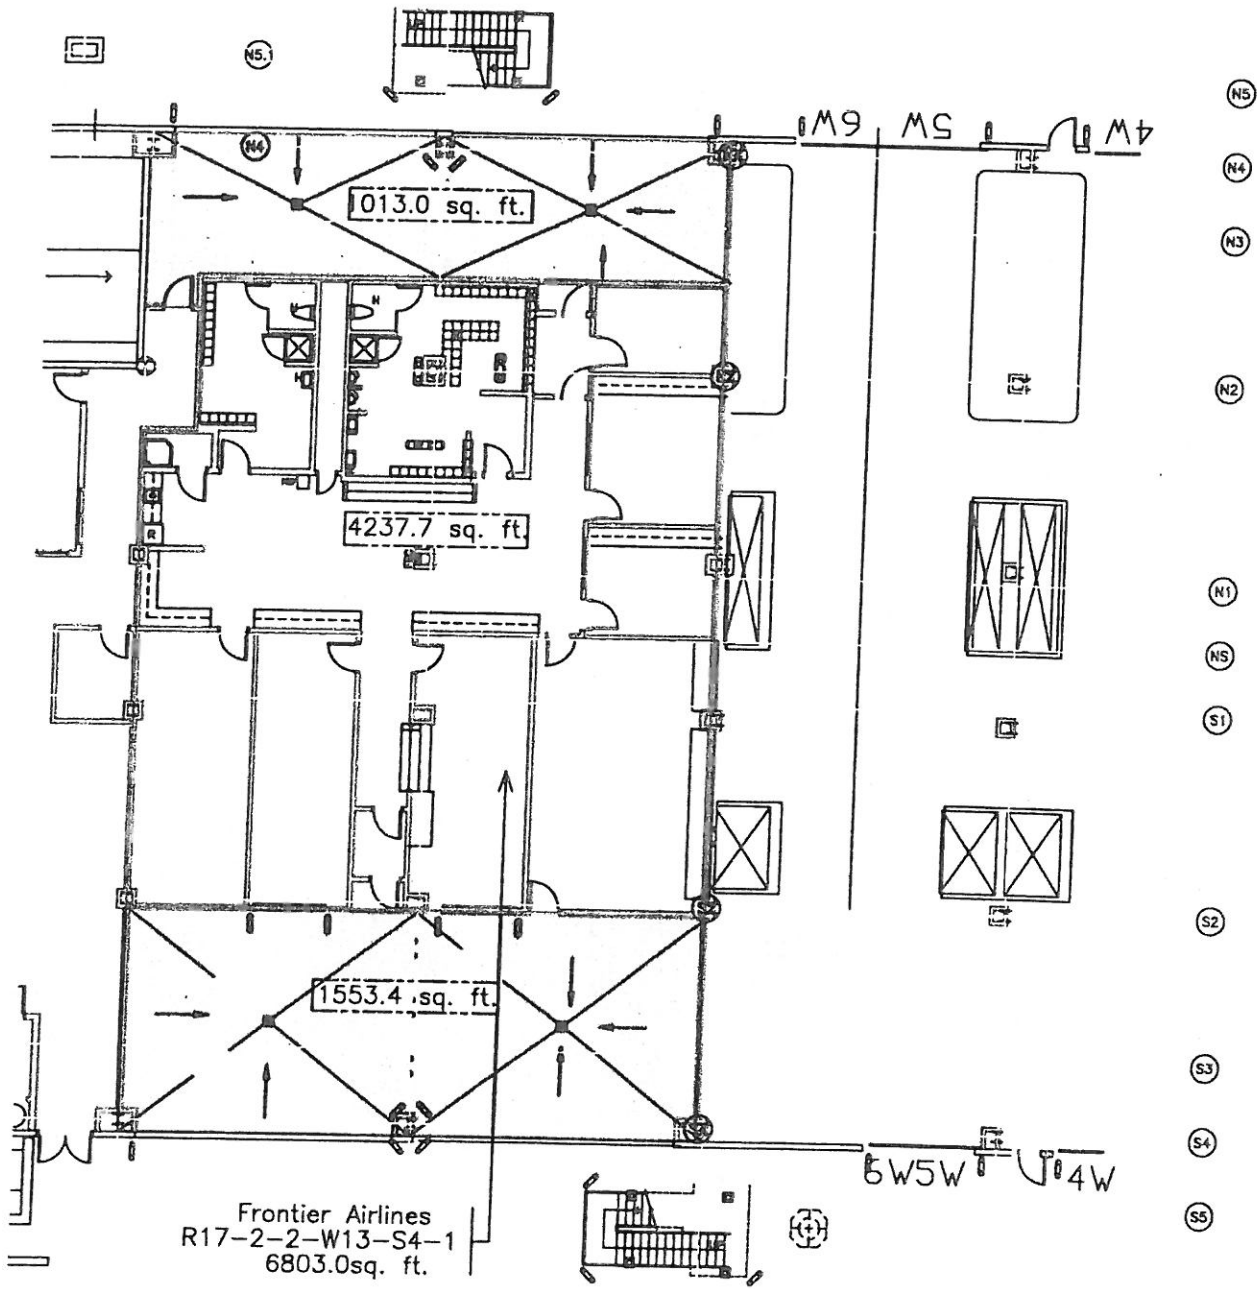 N5.1
N5
6W
5W
4W
N4
N4
1013.0 sq. ft.
N3
N2
R
4237.7 sq. ft.
R
N1
NS
S1
S2
1553.4 sq. ft.
S3
S4
6W5W
4W
Frontier Airlines
R17-2-2-W13-S4-1
6803.0sq. ft.
S5